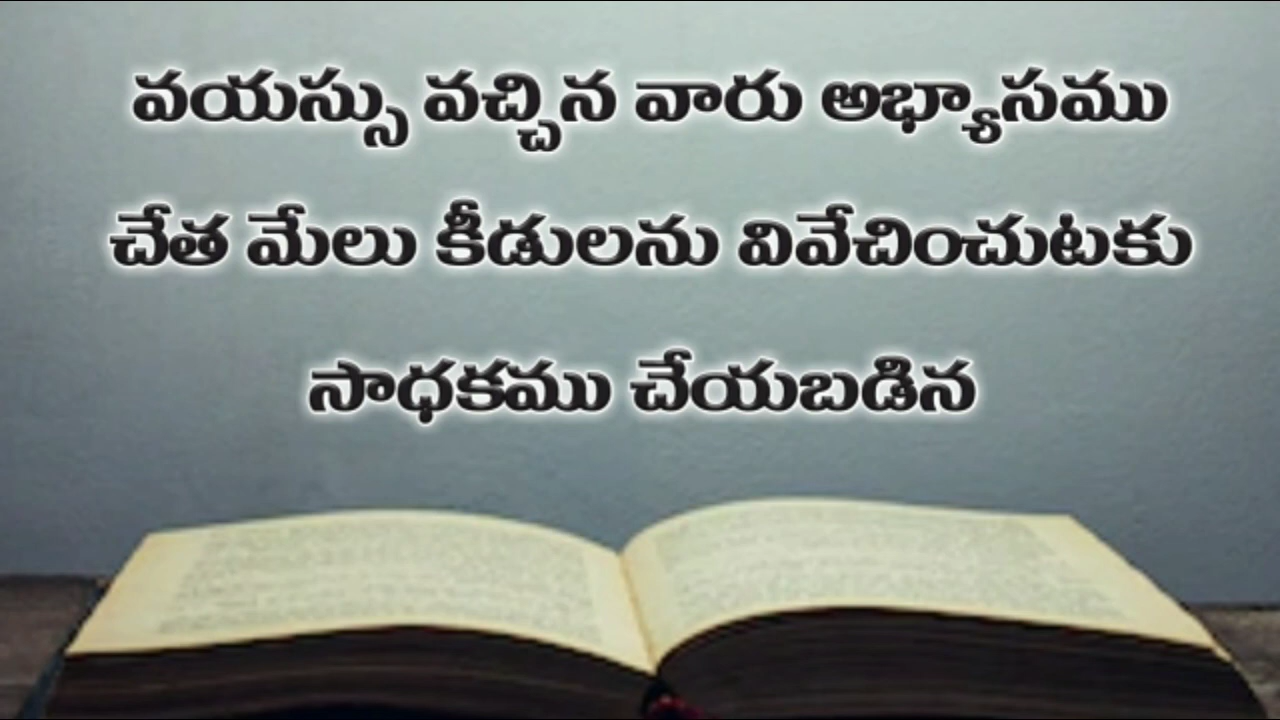 వయస్సు వచ్చిన వారు అభ్యాసము
చేత మేలు కీడులను వివేచించుటకు
సాధకము చేయబడిన